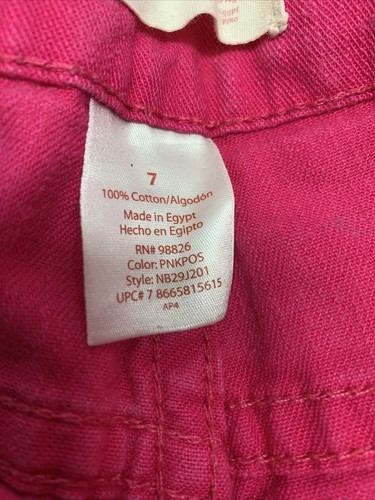 gypt
7
100% Cotton/Algodón
Made in Egypt
Hecho en Egipto
RN# 98826
Color: PNKPOS
Style: NB29J201
UPC# 7 8665815615
AP4